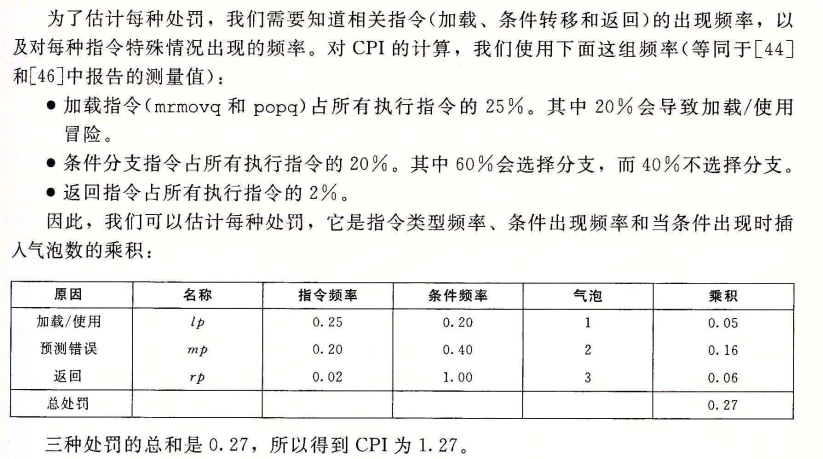 为了估计每种处罚，我们需要知道相关指令(加载、条件转移和返回)的出现频率，以
及对每种指令特殊情况出现的频率。对 CPI 的计算，我们使用下面这组频率(等同于[44]
和[46]中报告的测量值)：
● 加载指令(mrmovq 和 popq)占所有执行指令的 25%。其中 20%会导致加载/使用
冒险。
● 条件分支指令占所有执行指令的 20%。其中 60%会选择分支，而 40%不选择分支。
● 返回指令占所有执行指令的 2%。
因此，我们可以估计每种处罚，它是指令类型频率、条件出现频率和当条件出现时插
入气泡数的乘积：
原因 名称 指令频率 条件频率 气泡 乘积
加载/使用 lp 0.25 0.20 1 0.05
预测错误 mp 0.20 0.40 2 0.16
返回 rp 0.02 1.00 3 0.06
总处罚 0.27
三种处罚的总和是 0.27，所以得到 CPI 为 1.27。